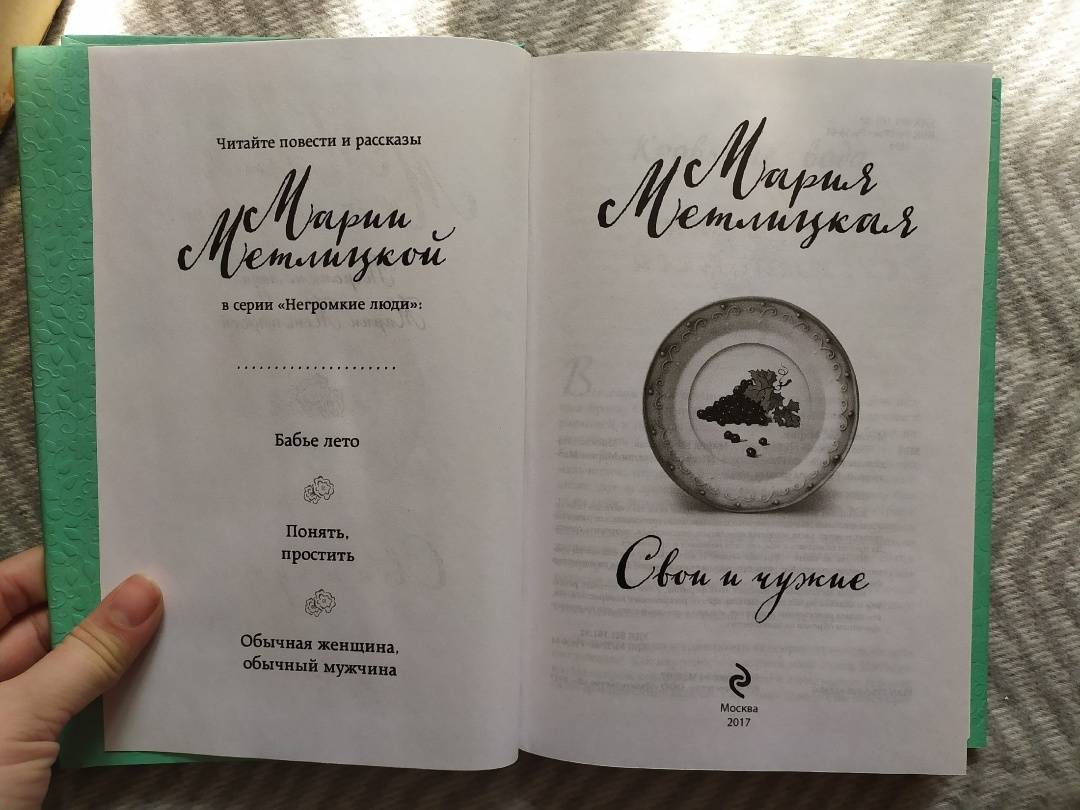 Читайте повести и рассказы
Марии
Метлицкой
в серии «Негромкие люди»:
Бабье лето
Понять,
простить
Обычная женщина,
обычный мужчина
Мария
Метлицкая
Свои и чужие
Москва
2017